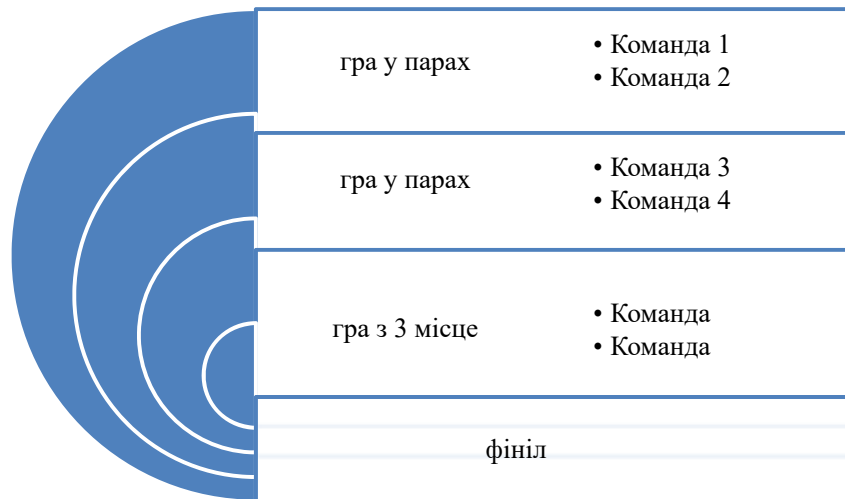 гра у парах
• Команда 1
• Команда 2
гра у парах
• Команда 3
• Команда 4
гра з 3 місце
• Команда
• Команда
фініл